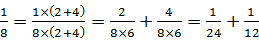 1/8 = 1×(2+4)/8×(2+4) = 2/8×6 + 4/8×6 = 1/24 + 1/12